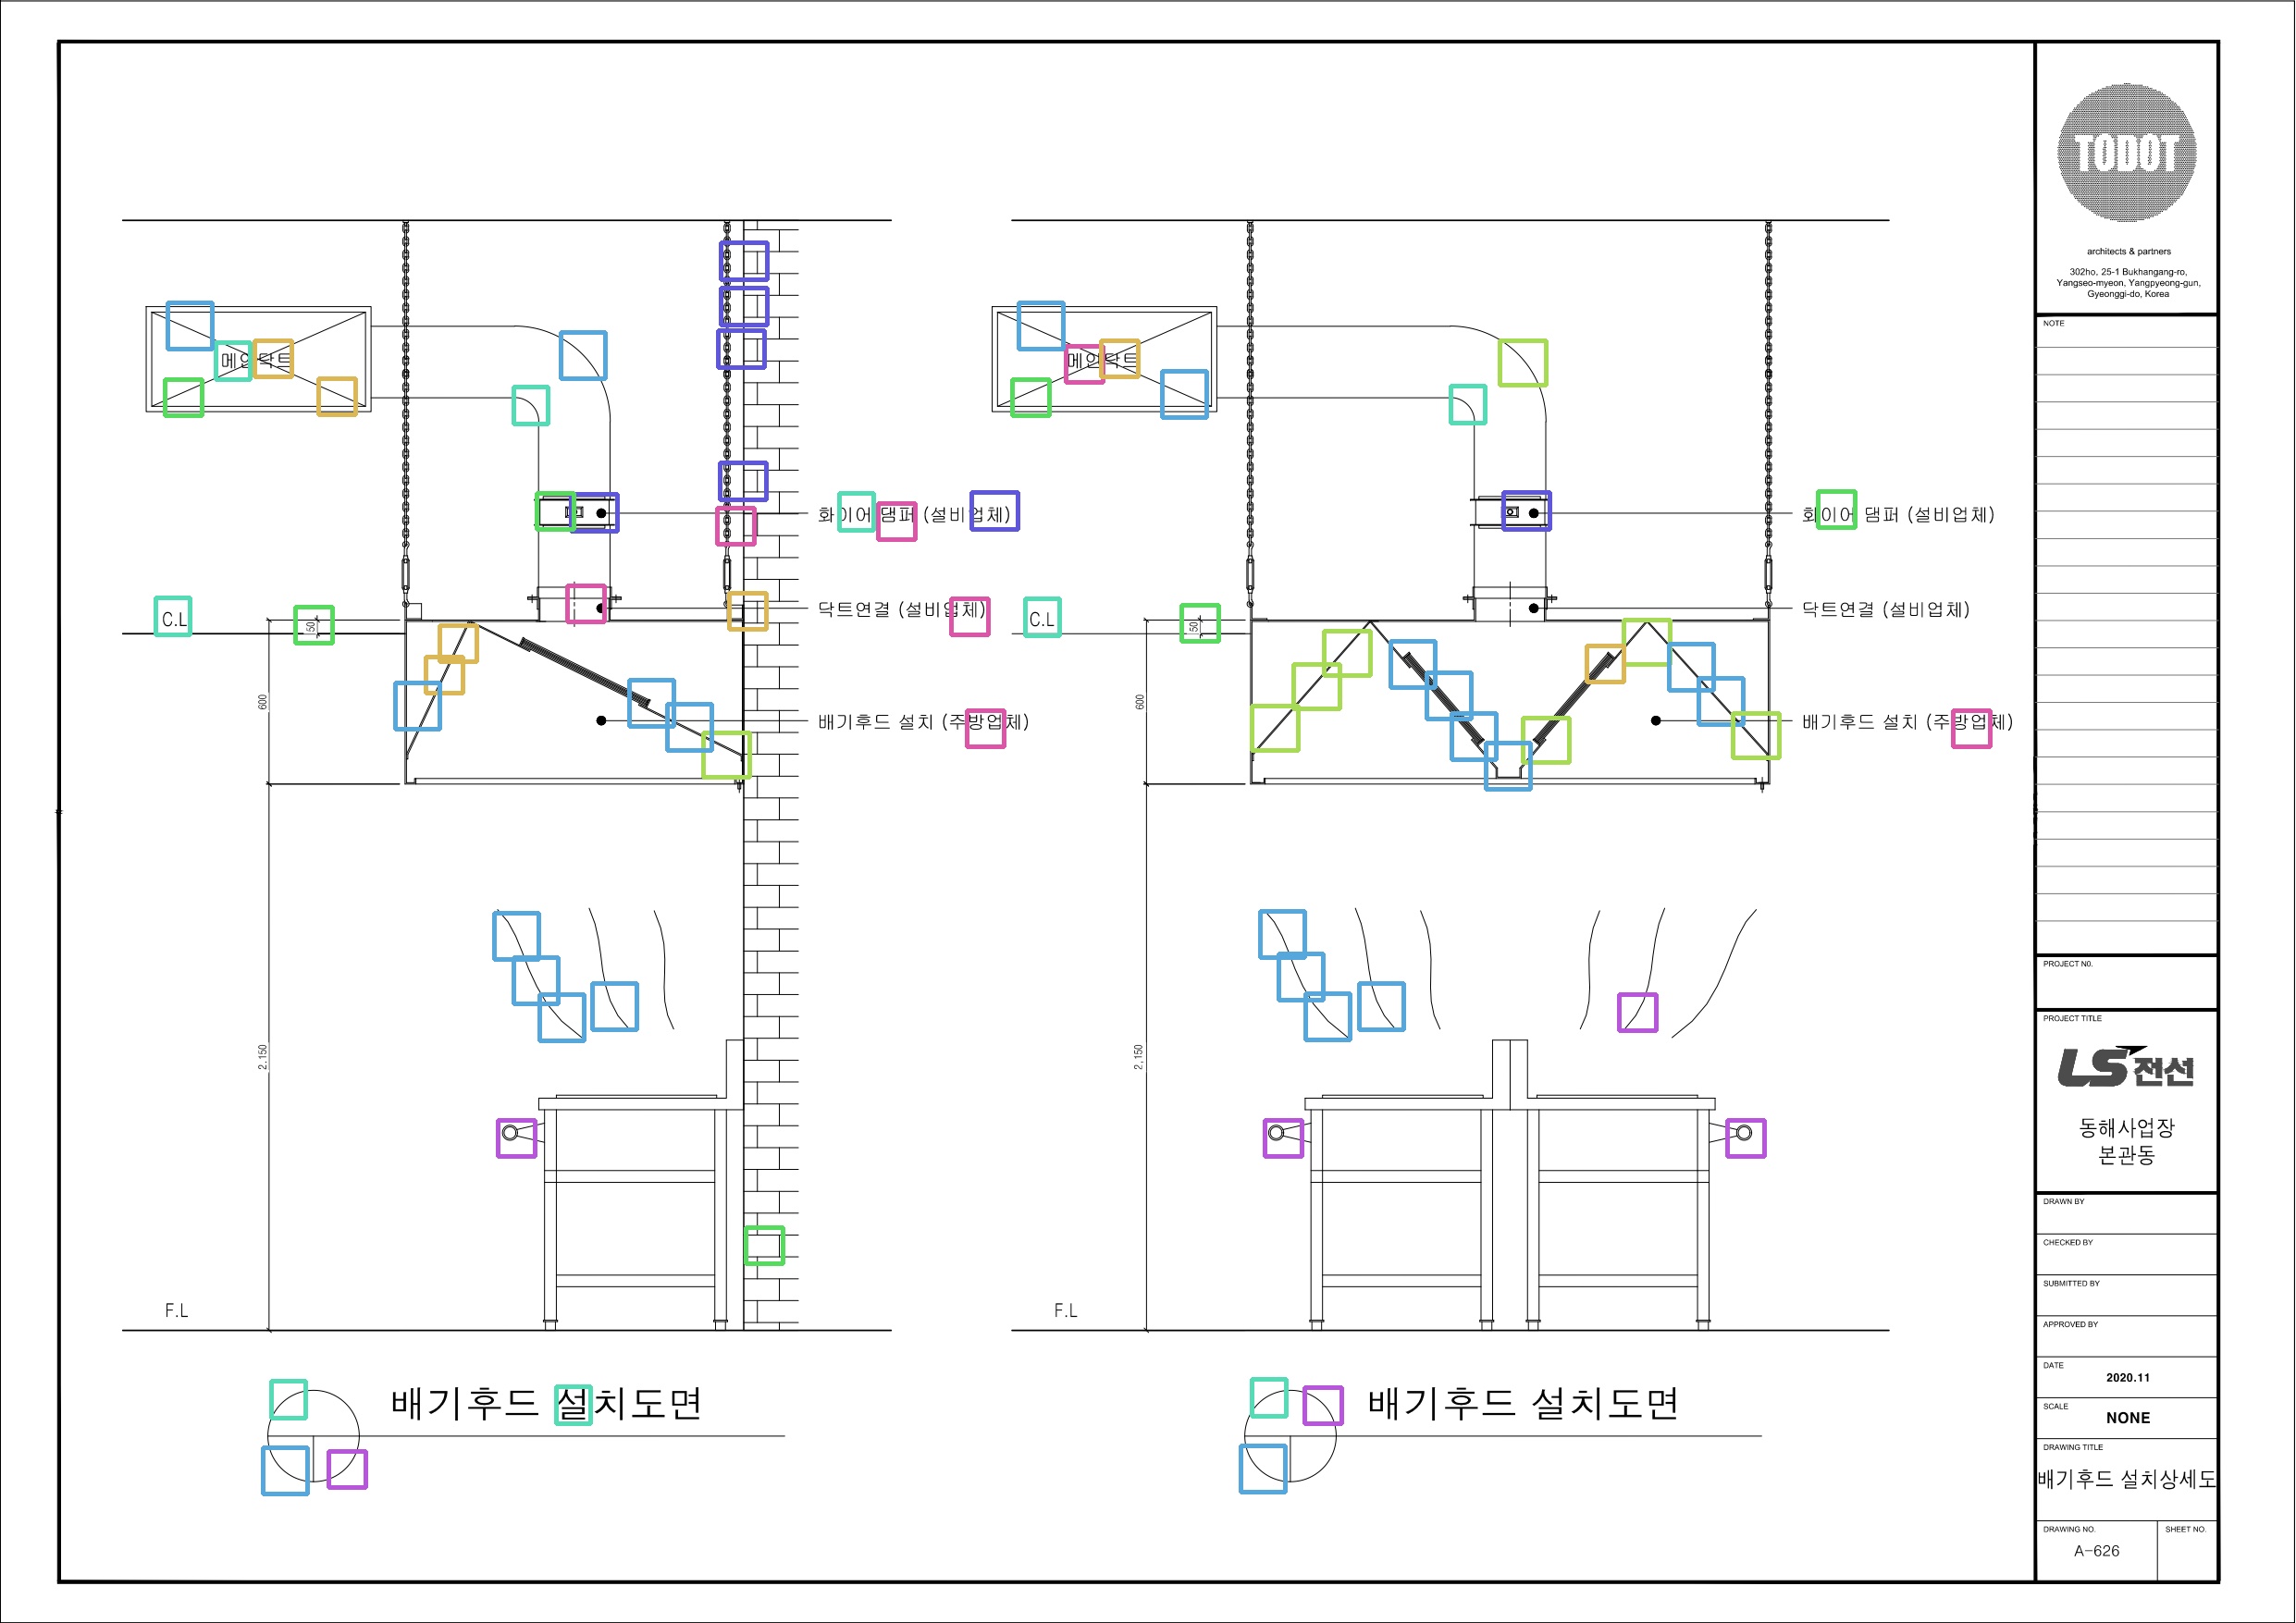 메인닥트
화이어 댐퍼 (설비업체)
C.L
50
닥트연결 (설비업체)
600
배기후드 설치 (주방업체)
2,150
F.L
배기후드 설치도면
메인닥트
화이어 댐퍼 (설비업체)
C.L
50
닥트연결 (설비업체)
600
배기후드 설치 (주방업체)
2,150
F.L
배기후드 설치도면
TODOT
architects & partners
302ho, 25-1 Bukhangang-ro,
Yangseo-myeon, Yangpyeong-gun,
Gyeonggi-do, Korea
NOTE
PROJECT NO.
PROJECT TITLE
LS전선
동해사업장
본관동
DRAWN BY
CHECKED BY
SUBMITTED BY
APPROVED BY
DATE
2020.11
SCALE
NONE
DRAWING TITLE
배기후드 설치상세도
DRAWING NO.
SHEET NO.
A-626